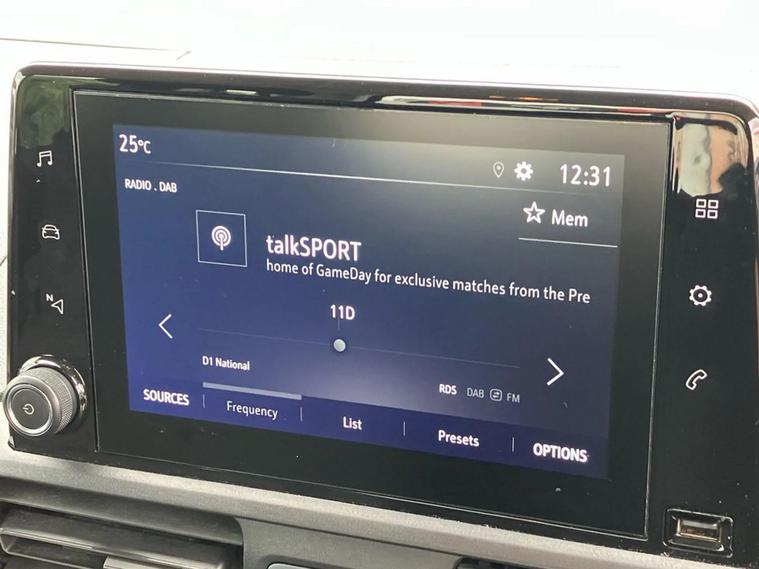 25°C
12:31
RADIO . DAB
Mem
talkSPORT
home of GameDay for exclusive matches from the Pre
11D
D1 National
RDS DAB FM
SOURCES
Frequency
List
Presets
OPTIONS
N